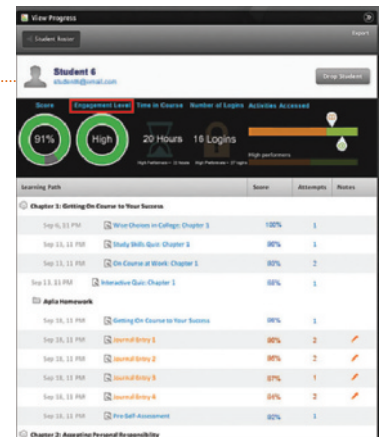 View Progress
Student Roster
Export
Student 6
Drop Student
Score
Engagement Level
Time in Course
Number of Logins
Activities Accessed
91%
High
20 Hours
16 Logins
High performers
Learning Path
Score
Attempts
Notes
Chapter 1: Getting On Course to Your Success
Sep 6, 11 PM Wise Choices in College: Chapter 1 100% 1
Sep 13, 11 PM Study Skills Quiz: Chapter 1 1
Sep 13, 11 PM On Course at Work: Chapter 1 2
Sep 13, 11 PM Interactive Quiz: Chapter 1 1
Aplia Homework
Sep 18, 11 PM Getting On Course to Your Success 1
Sep 18, 11 PM Journal Entry 1 2
Sep 18, 11 PM Journal Entry 2 2
Sep 18, 11 PM Journal Entry 3 87% 1
Sep 18, 11 PM Journal Entry 4 2
Sep 18, 11 PM Pre Self-Assessment 1
Chapter 2: Accepting Personal Responsibility